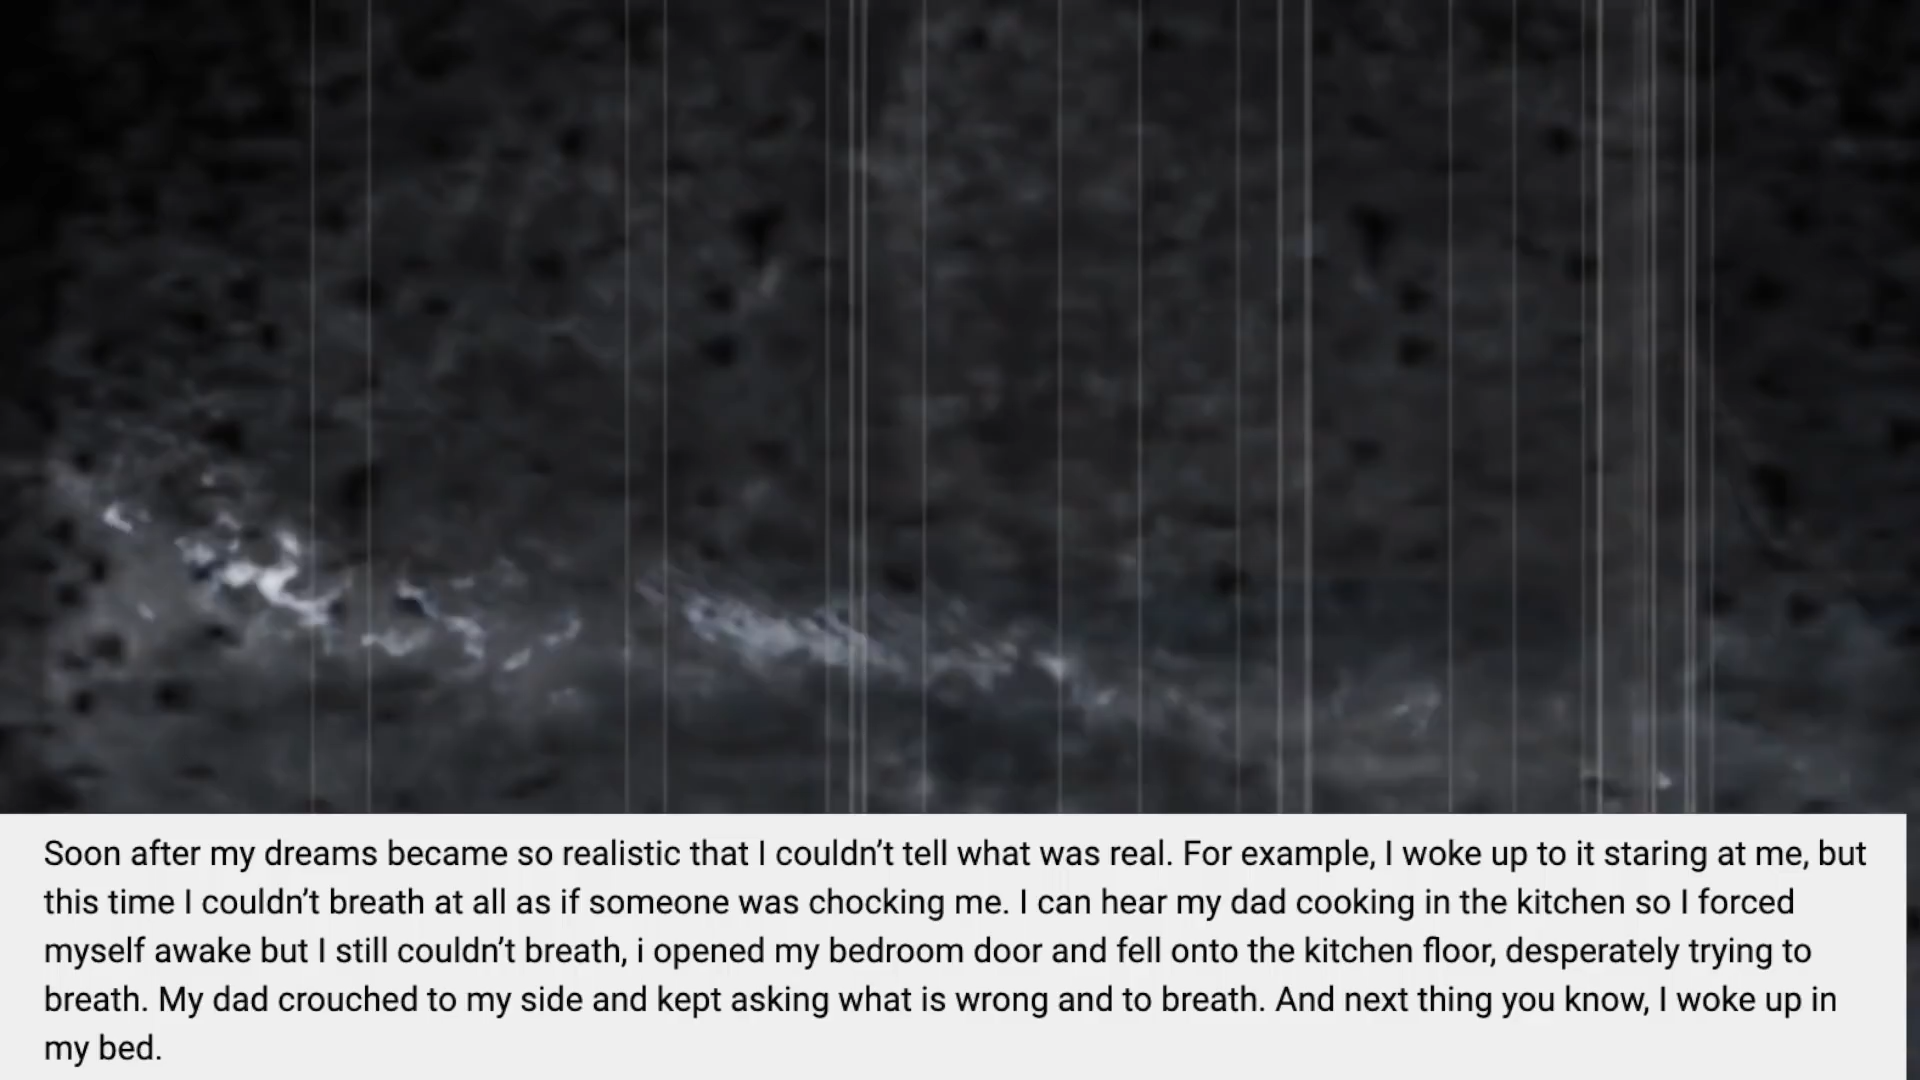 Soon after my dreams became so realistic that I couldn’t tell what was real. For example, I woke up to it staring at me, but
this time I couldn’t breath at all as if someone was chocking me. I can hear my dad cooking in the kitchen so I forced
myself awake but I still couldn’t breath, i opened my bedroom door and fell onto the kitchen floor, desperately trying to
breath. My dad crouched to my side and kept asking what is wrong and to breath. And next thing you know, I woke up in
my bed.